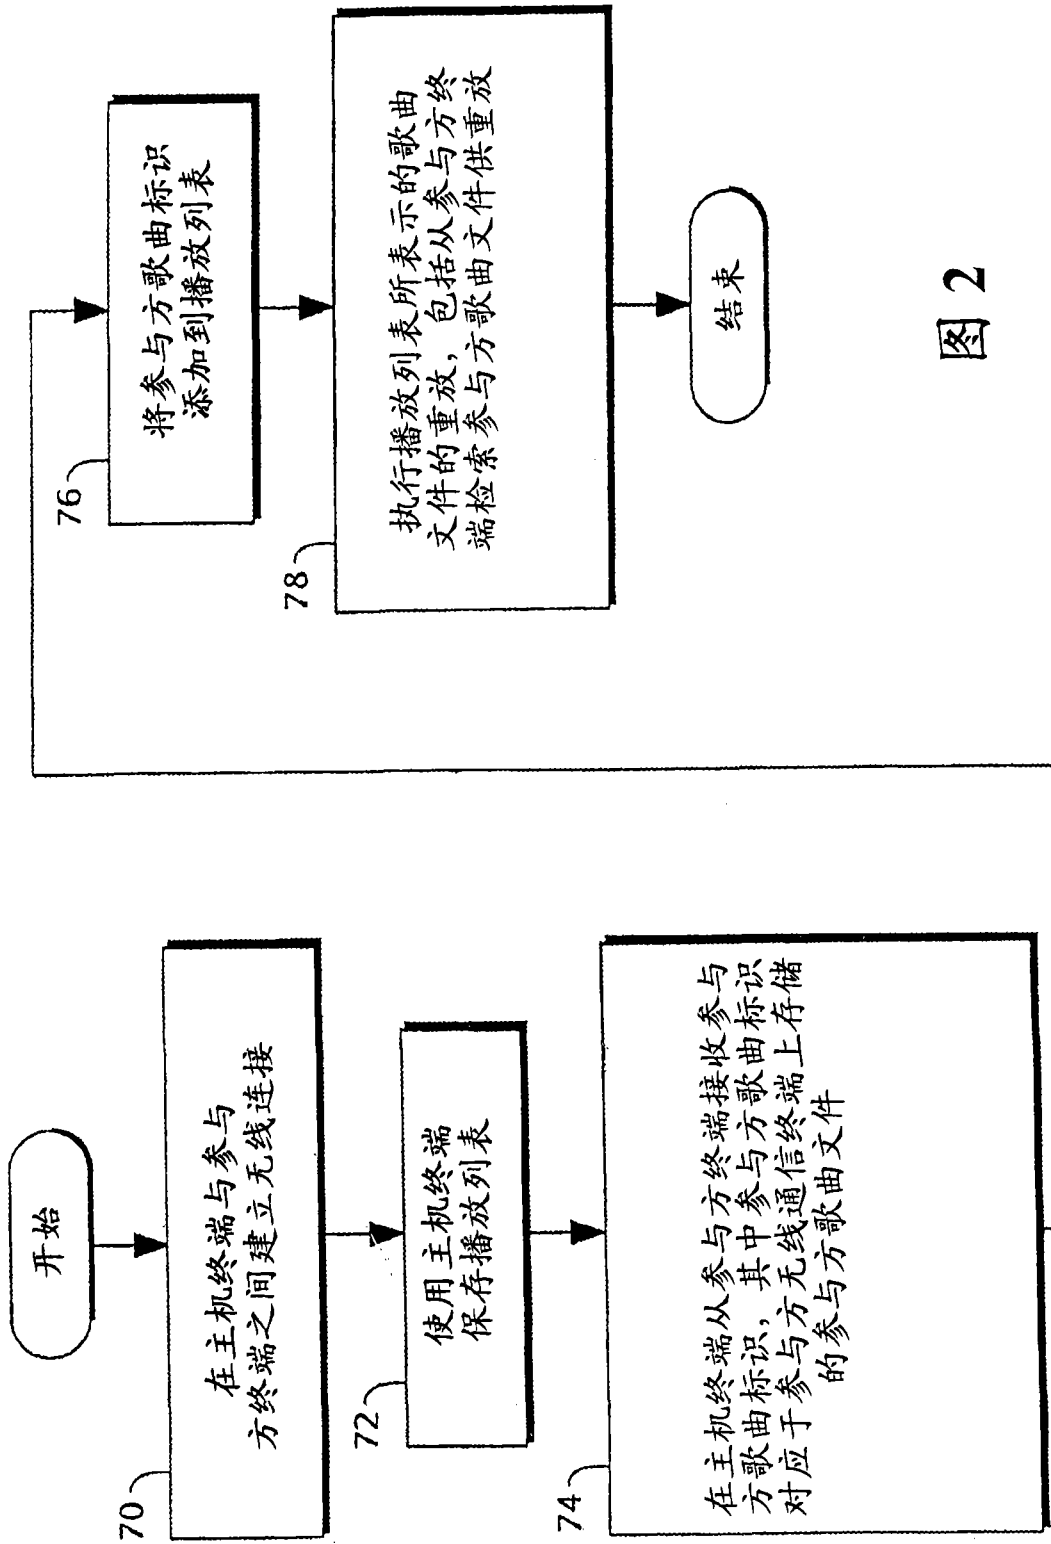 开始
70
在主机终端与参与
方终端之间建立无线连接
72
使用主机终端
保存播放列表
74
在主机终端从参与方终端接收参与
方歌曲标识，其中参与方歌曲标识
对应于参与方无线通信终端上存储
的参与方歌曲文件
76
将参与方歌曲标识
添加到播放列表
78
执行播放列表所表示的歌曲
文件的重放，包括从参与方终
端检索参与方歌曲文件供重放
结束
图 2